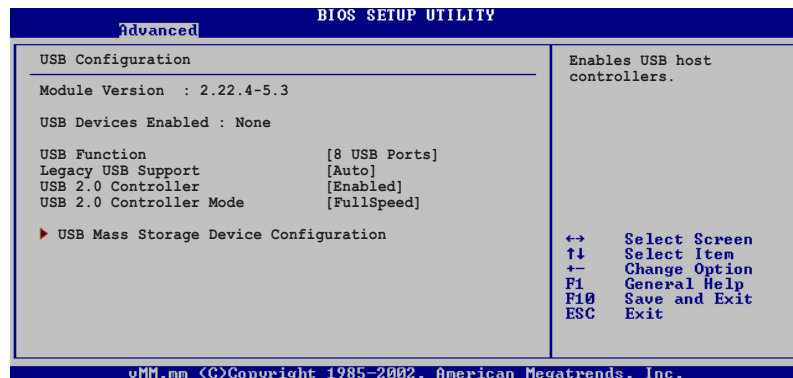 BIOS SETUP UTILITY
Advanced
USB Configuration
Module Version : 2.22.4-5.3
USB Devices Enabled : None
USB Function [8 USB Ports]
Legacy USB Support [Auto]
USB 2.0 Controller [Enabled]
USB 2.0 Controller Mode [FullSpeed]
USB Mass Storage Device Configuration
Enables USB host
controllers.
←→ Select Screen
↑↓ Select Item
+- Change Option
F1 General Help
F10 Save and Exit
ESC Exit
vMM.mm (C)Copyright 1985-2002, American Megatrends, Inc.